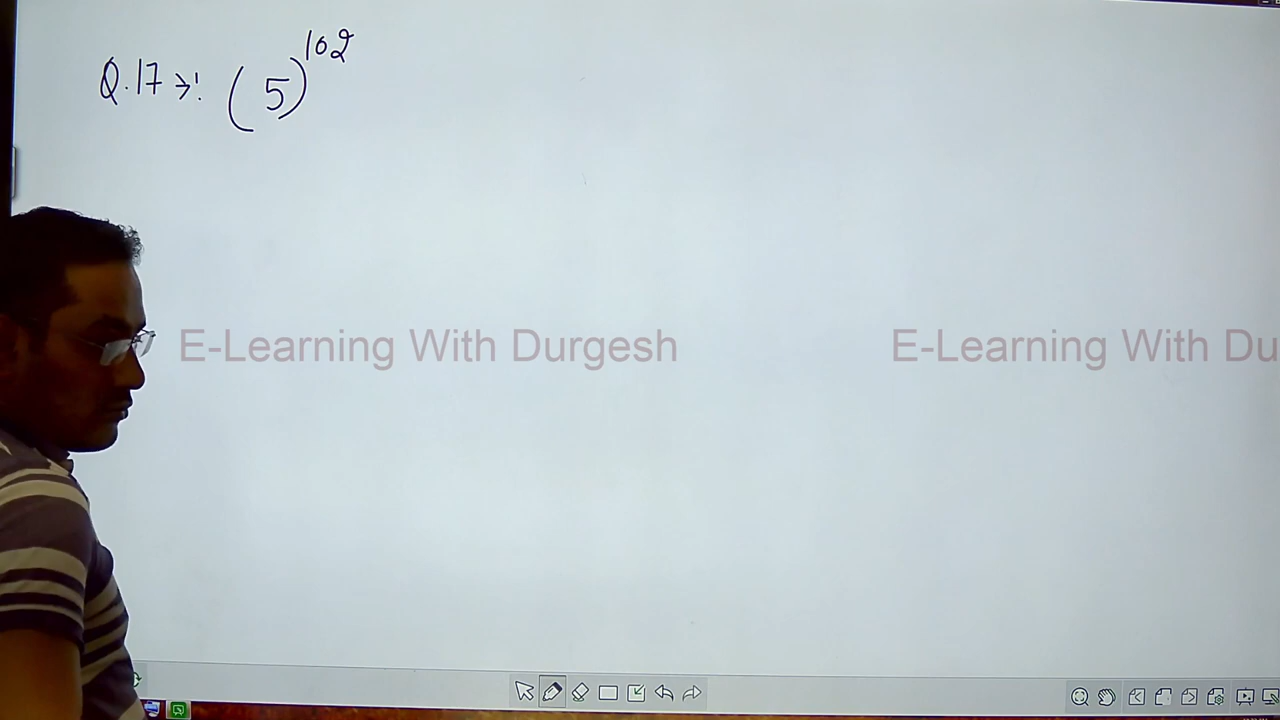 Q.17 →: (5)^102
E-Learning With Durgesh E-Learning With Du